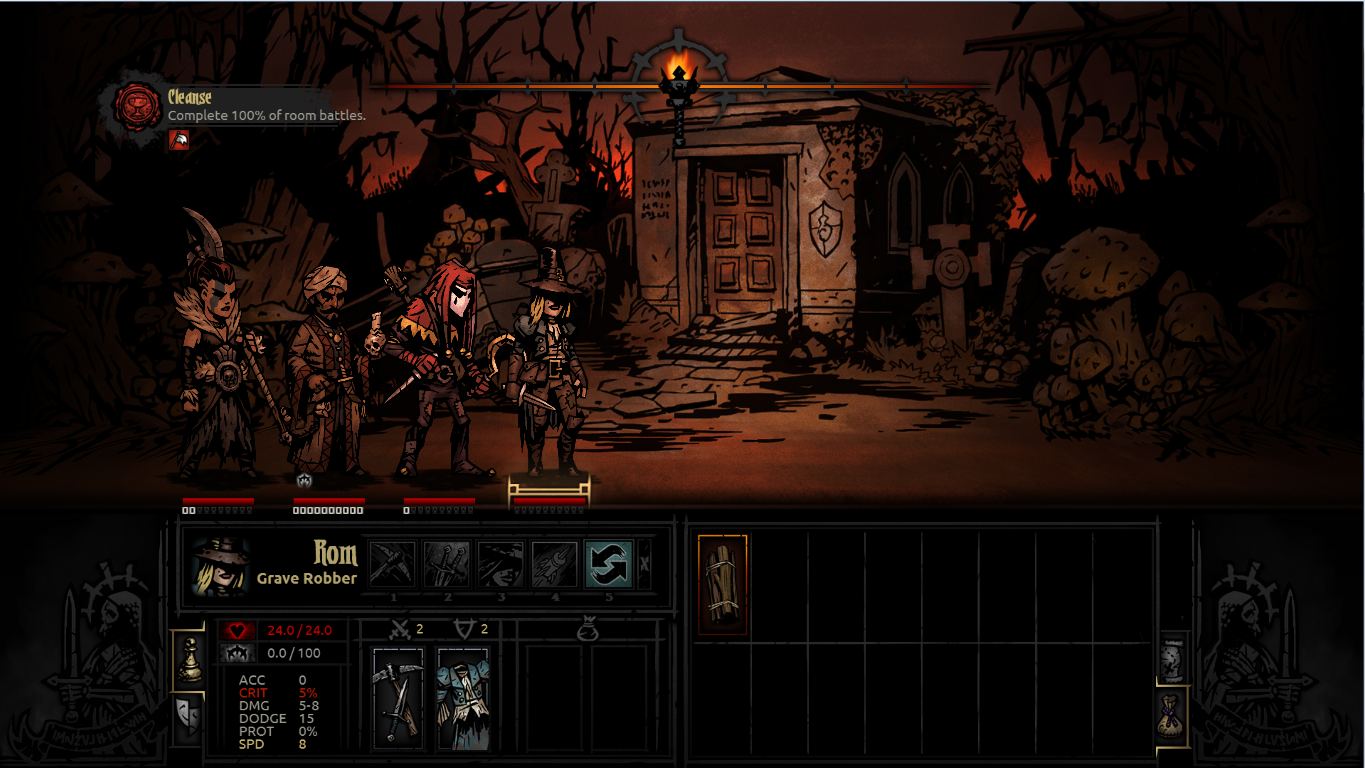 Cleanse
Complete 100% of room battles.
Rom
Grave Robber
1 2 3 4 5
24.0 / 24.0
0.0 / 100
2
2
ACC 0
CRIT 5%
DMG 5-8
DODGE 15
PROT 0%
SPD 8